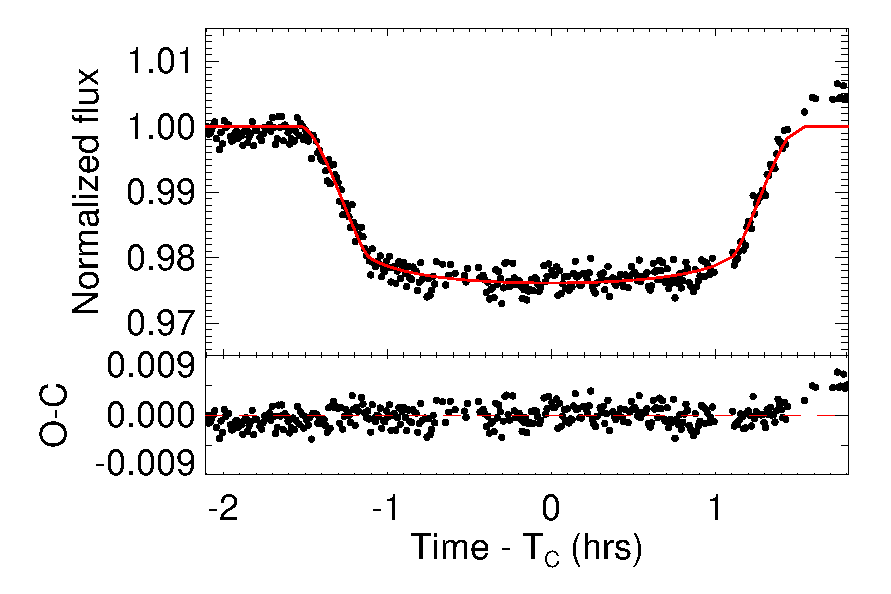 Normalized flux
1.01
1.00
0.99
0.98
0.97
O-C
0.009
0.000
-0.009
-2 -1 0 1
Time - T_C (hrs)